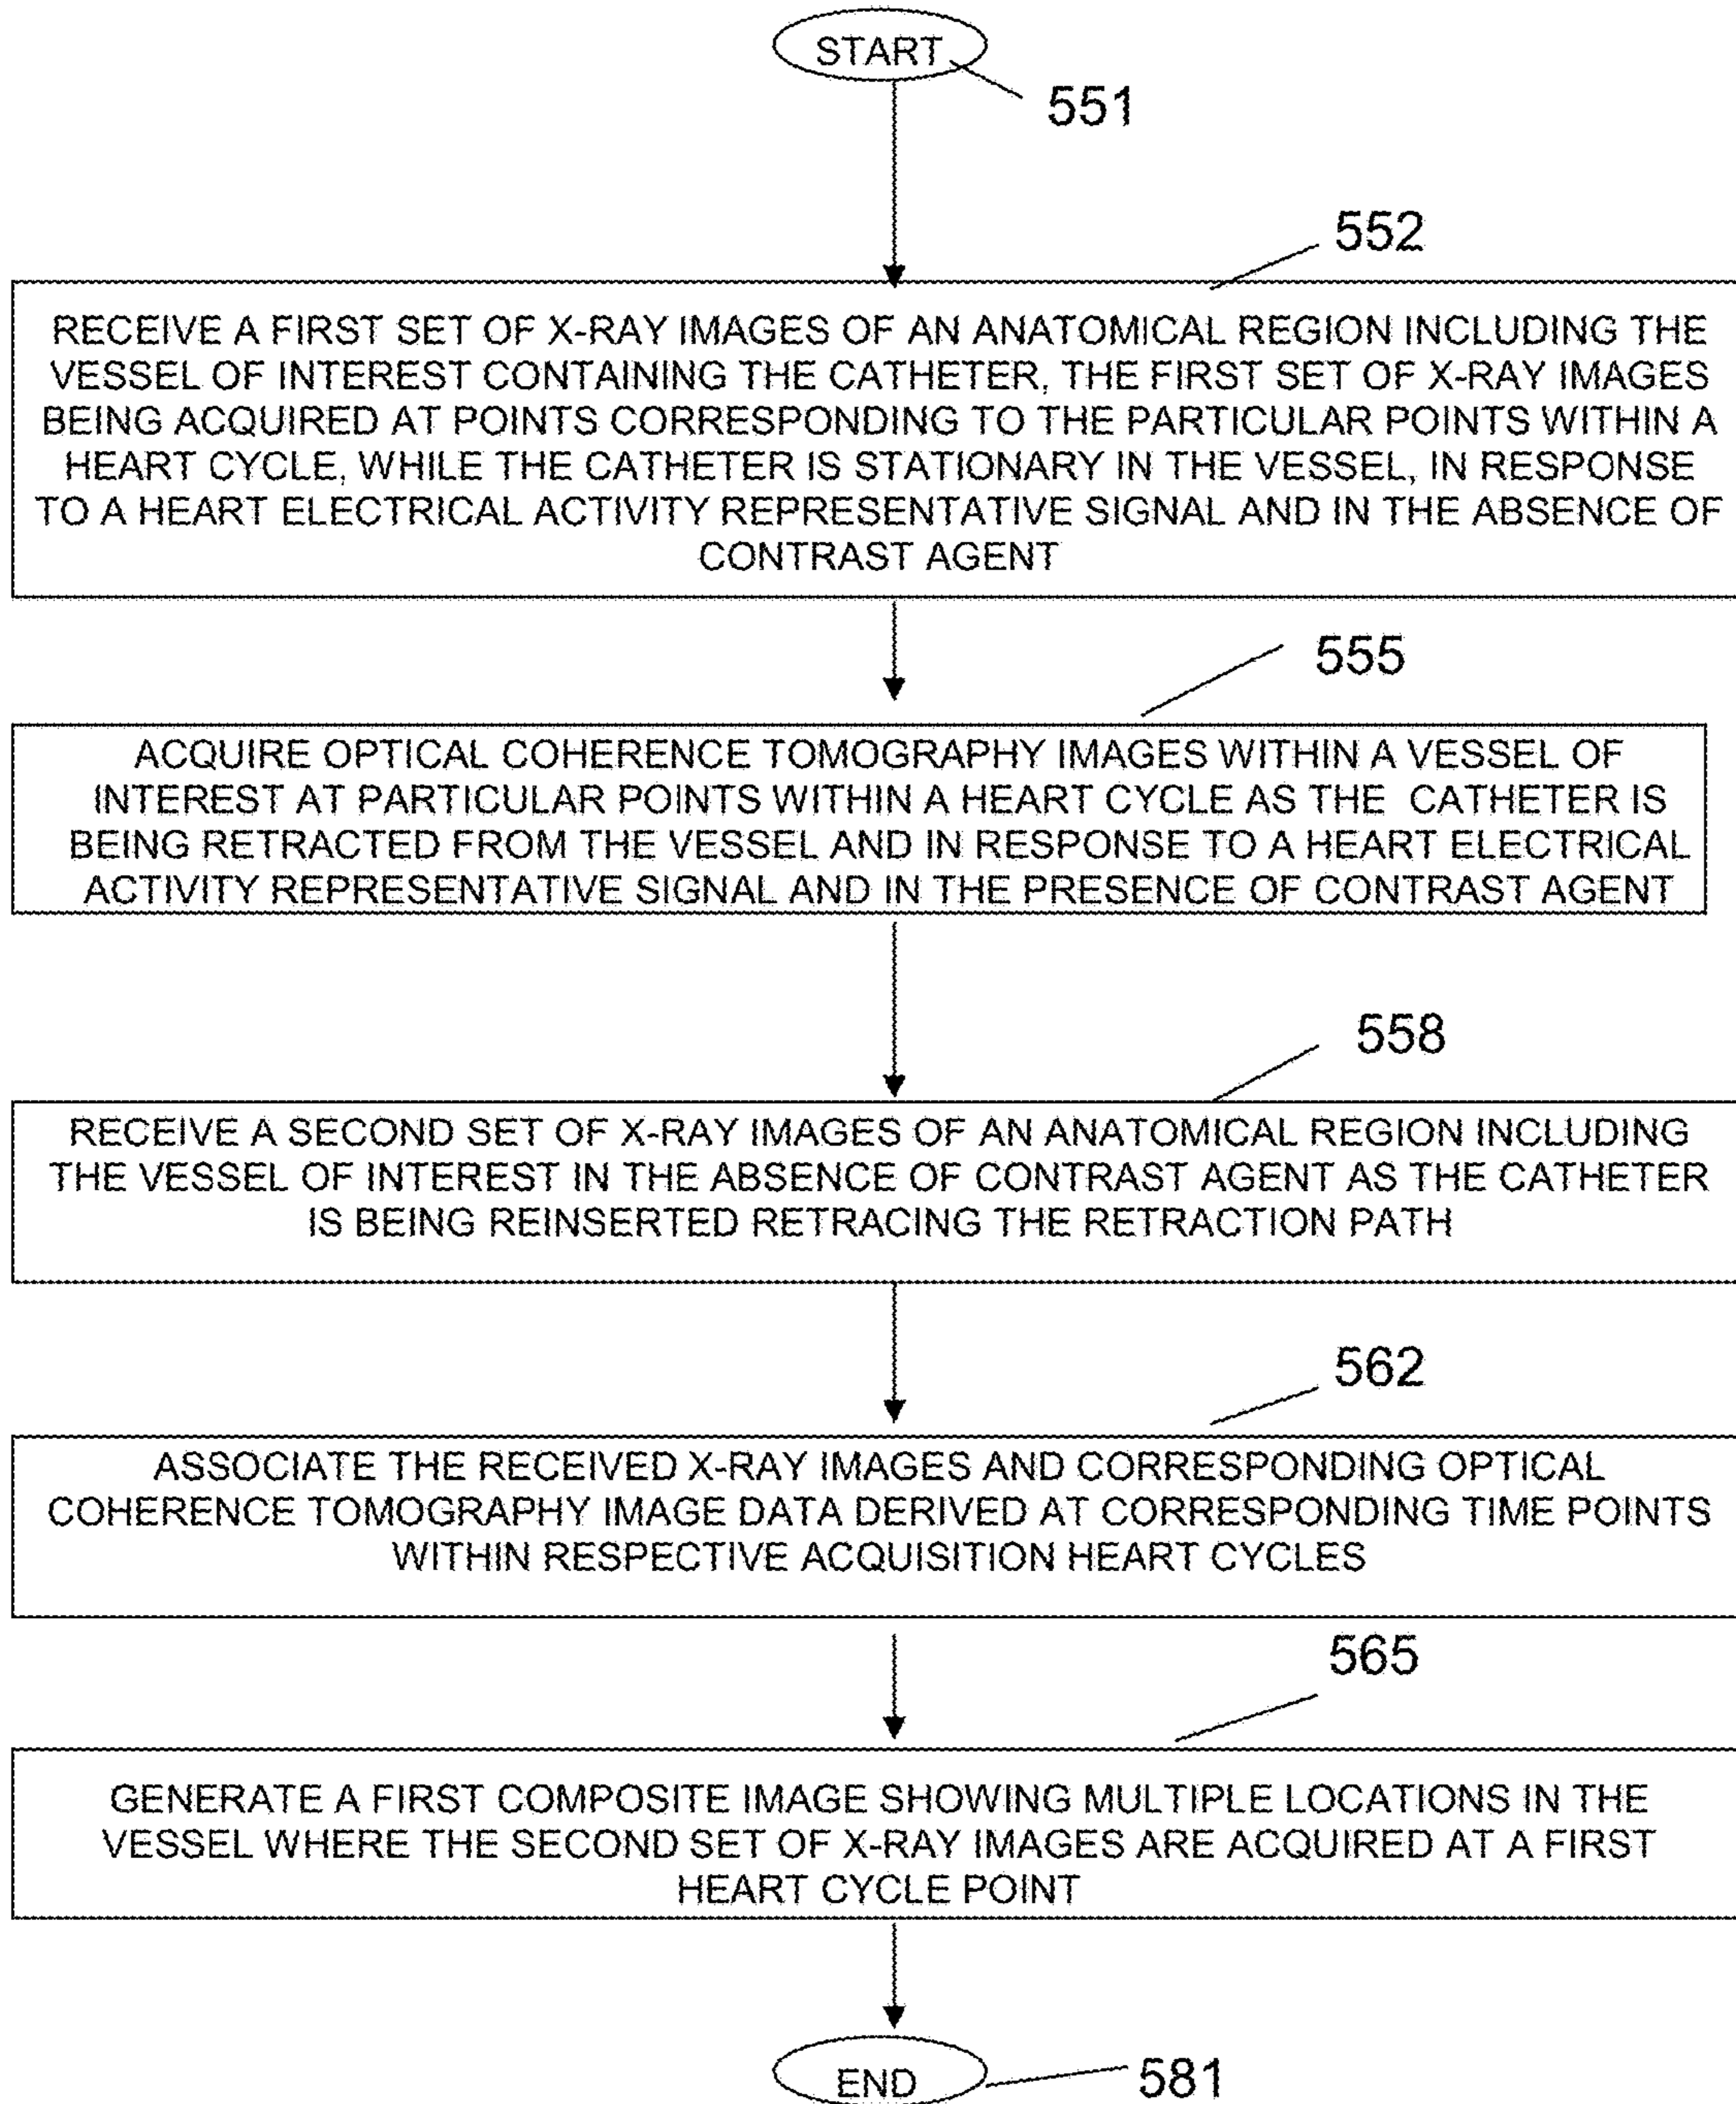 START
551
552
RECEIVE A FIRST SET OF X-RAY IMAGES OF AN ANATOMICAL REGION INCLUDING THE
VESSEL OF INTEREST CONTAINING THE CATHETER, THE FIRST SET OF X-RAY IMAGES
BEING ACQUIRED AT POINTS CORRESPONDING TO THE PARTICULAR POINTS WITHIN A
HEART CYCLE, WHILE THE CATHETER IS STATIONARY IN THE VESSEL, IN RESPONSE
TO A HEART ELECTRICAL ACTIVITY REPRESENTATIVE SIGNAL AND IN THE ABSENCE OF
CONTRAST AGENT
555
ACQUIRE OPTICAL COHERENCE TOMOGRAPHY IMAGES WITHIN A VESSEL OF
INTEREST AT PARTICULAR POINTS WITHIN A HEART CYCLE AS THE CATHETER IS
BEING RETRACTED FROM THE VESSEL AND IN RESPONSE TO A HEART ELECTRICAL
ACTIVITY REPRESENTATIVE SIGNAL AND IN THE PRESENCE OF CONTRAST AGENT
558
RECEIVE A SECOND SET OF X-RAY IMAGES OF AN ANATOMICAL REGION INCLUDING
THE VESSEL OF INTEREST IN THE ABSENCE OF CONTRAST AGENT AS THE CATHETER
IS BEING REINSERTED RETRACING THE RETRACTION PATH
562
ASSOCIATE THE RECEIVED X-RAY IMAGES AND CORRESPONDING OPTICAL
COHERENCE TOMOGRAPHY IMAGE DATA DERIVED AT CORRESPONDING TIME POINTS
WITHIN RESPECTIVE ACQUISITION HEART CYCLES
565
GENERATE A FIRST COMPOSITE IMAGE SHOWING MULTIPLE LOCATIONS IN THE
VESSEL WHERE THE SECOND SET OF X-RAY IMAGES ARE ACQUIRED AT A FIRST
HEART CYCLE POINT
END
581